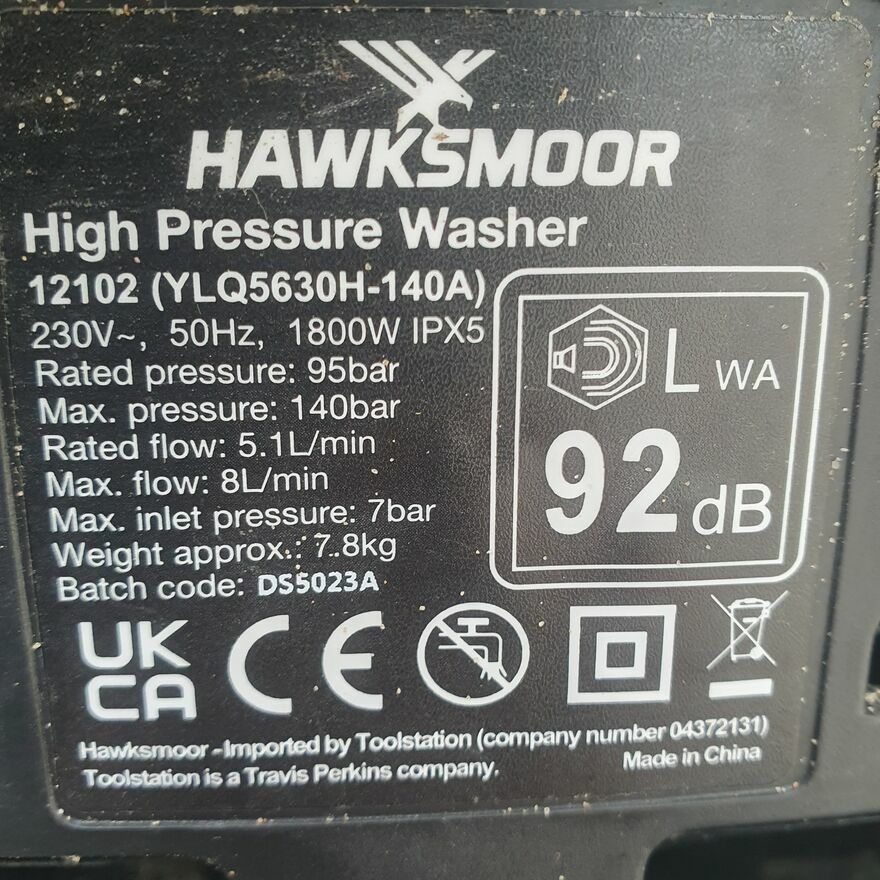 HAWKSMOOR
High Pressure Washer
12102 (YLQ5630H-140A)
230V~, 50Hz, 1800W IPX5
Rated pressure: 95bar
Max. pressure: 140bar
Rated flow: 5.1L/min
Max. flow: 8L/min
Max. inlet pressure: 7bar
Weight approx.: 7.8kg
Batch code: DS5023A
LWA
92 dB
UK
CA
CE
Hawksmoor -Imported by Toolstation (company number 04372131)
Toolstation is a Travis Perkins company.
Made in China